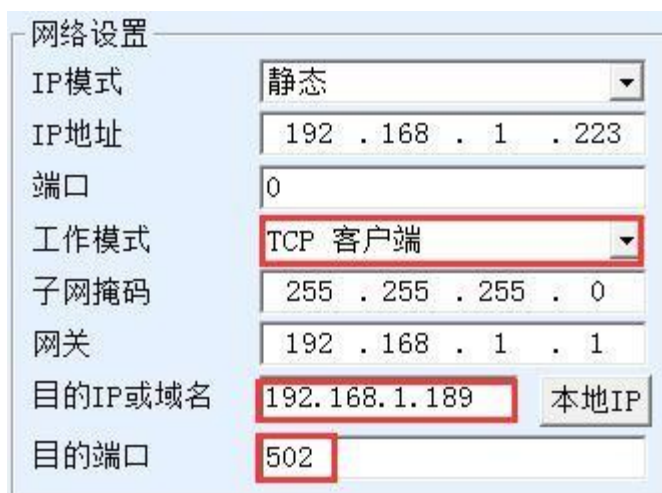 网络设置
IP模式 静态
IP地址 192 .168 . 1 .223
端口 0
工作模式 TCP 客户端
子网掩码 255 .255 .255 . 0
网关 192 .168 . 1 . 1
目的IP或域名 192.168.1.189 本地IP
目的端口 502